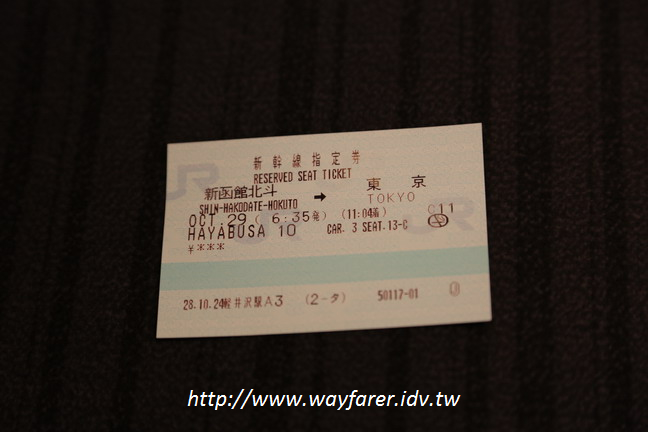 新幹線指定券
RESERVED SEAT TICKET
新函館北斗 → 東 京
SHIN-HAKODATE-HOKUTO TOKYO
OCT.29( 6:35発) (11:04着) C11
HAYABUSA 10 CAR. 3 SEAT.13-C
¥***
28.10.24軽井沢駅A3 (2-タ) 50117-01
JR
http://www.wayfarer.idv.tw